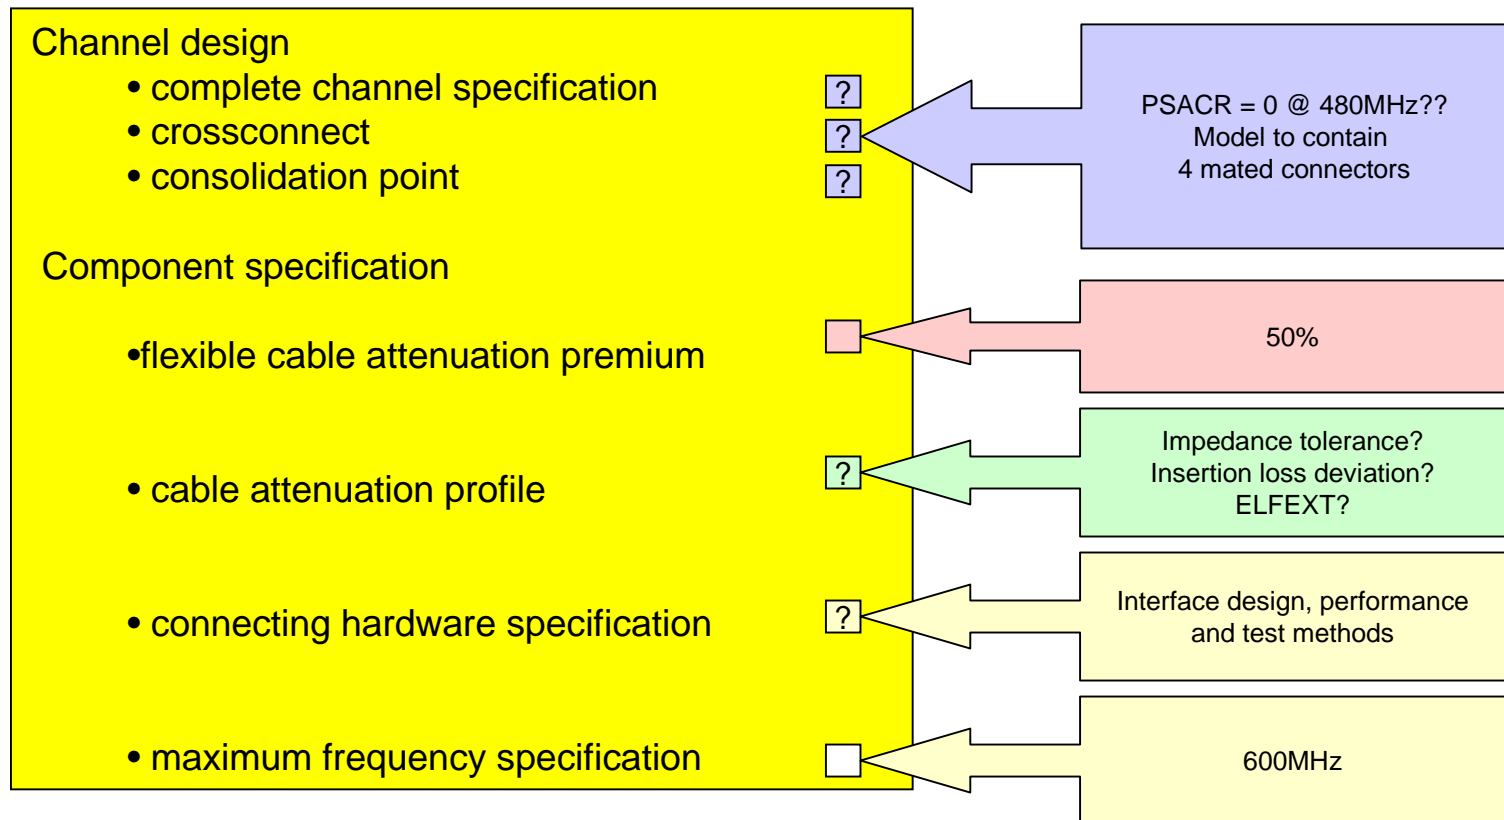 Channel design
• complete channel specification ?
• crossconnect ?
• consolidation point ?
PSACR = 0 @ 480MHz??
Model to contain
4 mated connectors
Component specification
•flexible cable attenuation premium
50%
• cable attenuation profile ?
Impedance tolerance?
Insertion loss deviation?
ELFEXT?
• connecting hardware specification ?
Interface design, performance
and test methods
• maximum frequency specification
600MHz